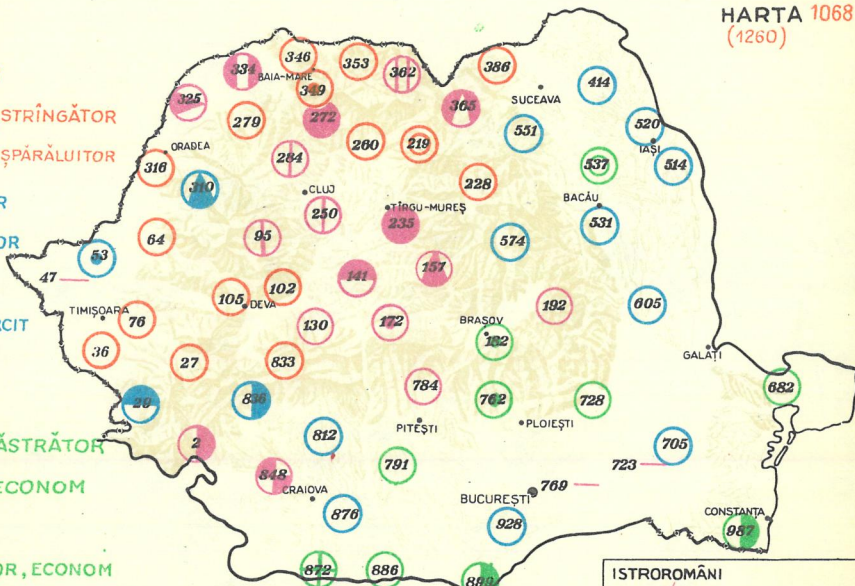 HARTA 1068
(1260)
STRÎNGĂTOR
ȘPĂRĂLUITOR
R
OR
RCIT
ĂSTRĂTOR
ECONOM
OR, ECONOM
346
353
334
BAIA-MARE
362
386
349
414
325
365
SUCEAVA
272
279
551
520
IAȘI
260
219
ORADEA
284
537
514
316
310
228
CLUJ
BACĂU
TÎRGU-MUREȘ
250
235
531
64
95
574
53
157
47
141
102
105
DEVA
192
605
TIMIȘOARA
76
130
172
BRAȘOV
182
36
27
833
GALAȚI
784
682
29
836
762
728
PITEȘTI
PLOIEȘTI
2
812
705
791
723
848
769
CRAIOVA
BUCUREȘTI
876
928
CONSTANȚA
987
872
886
ISTROROMÂNI